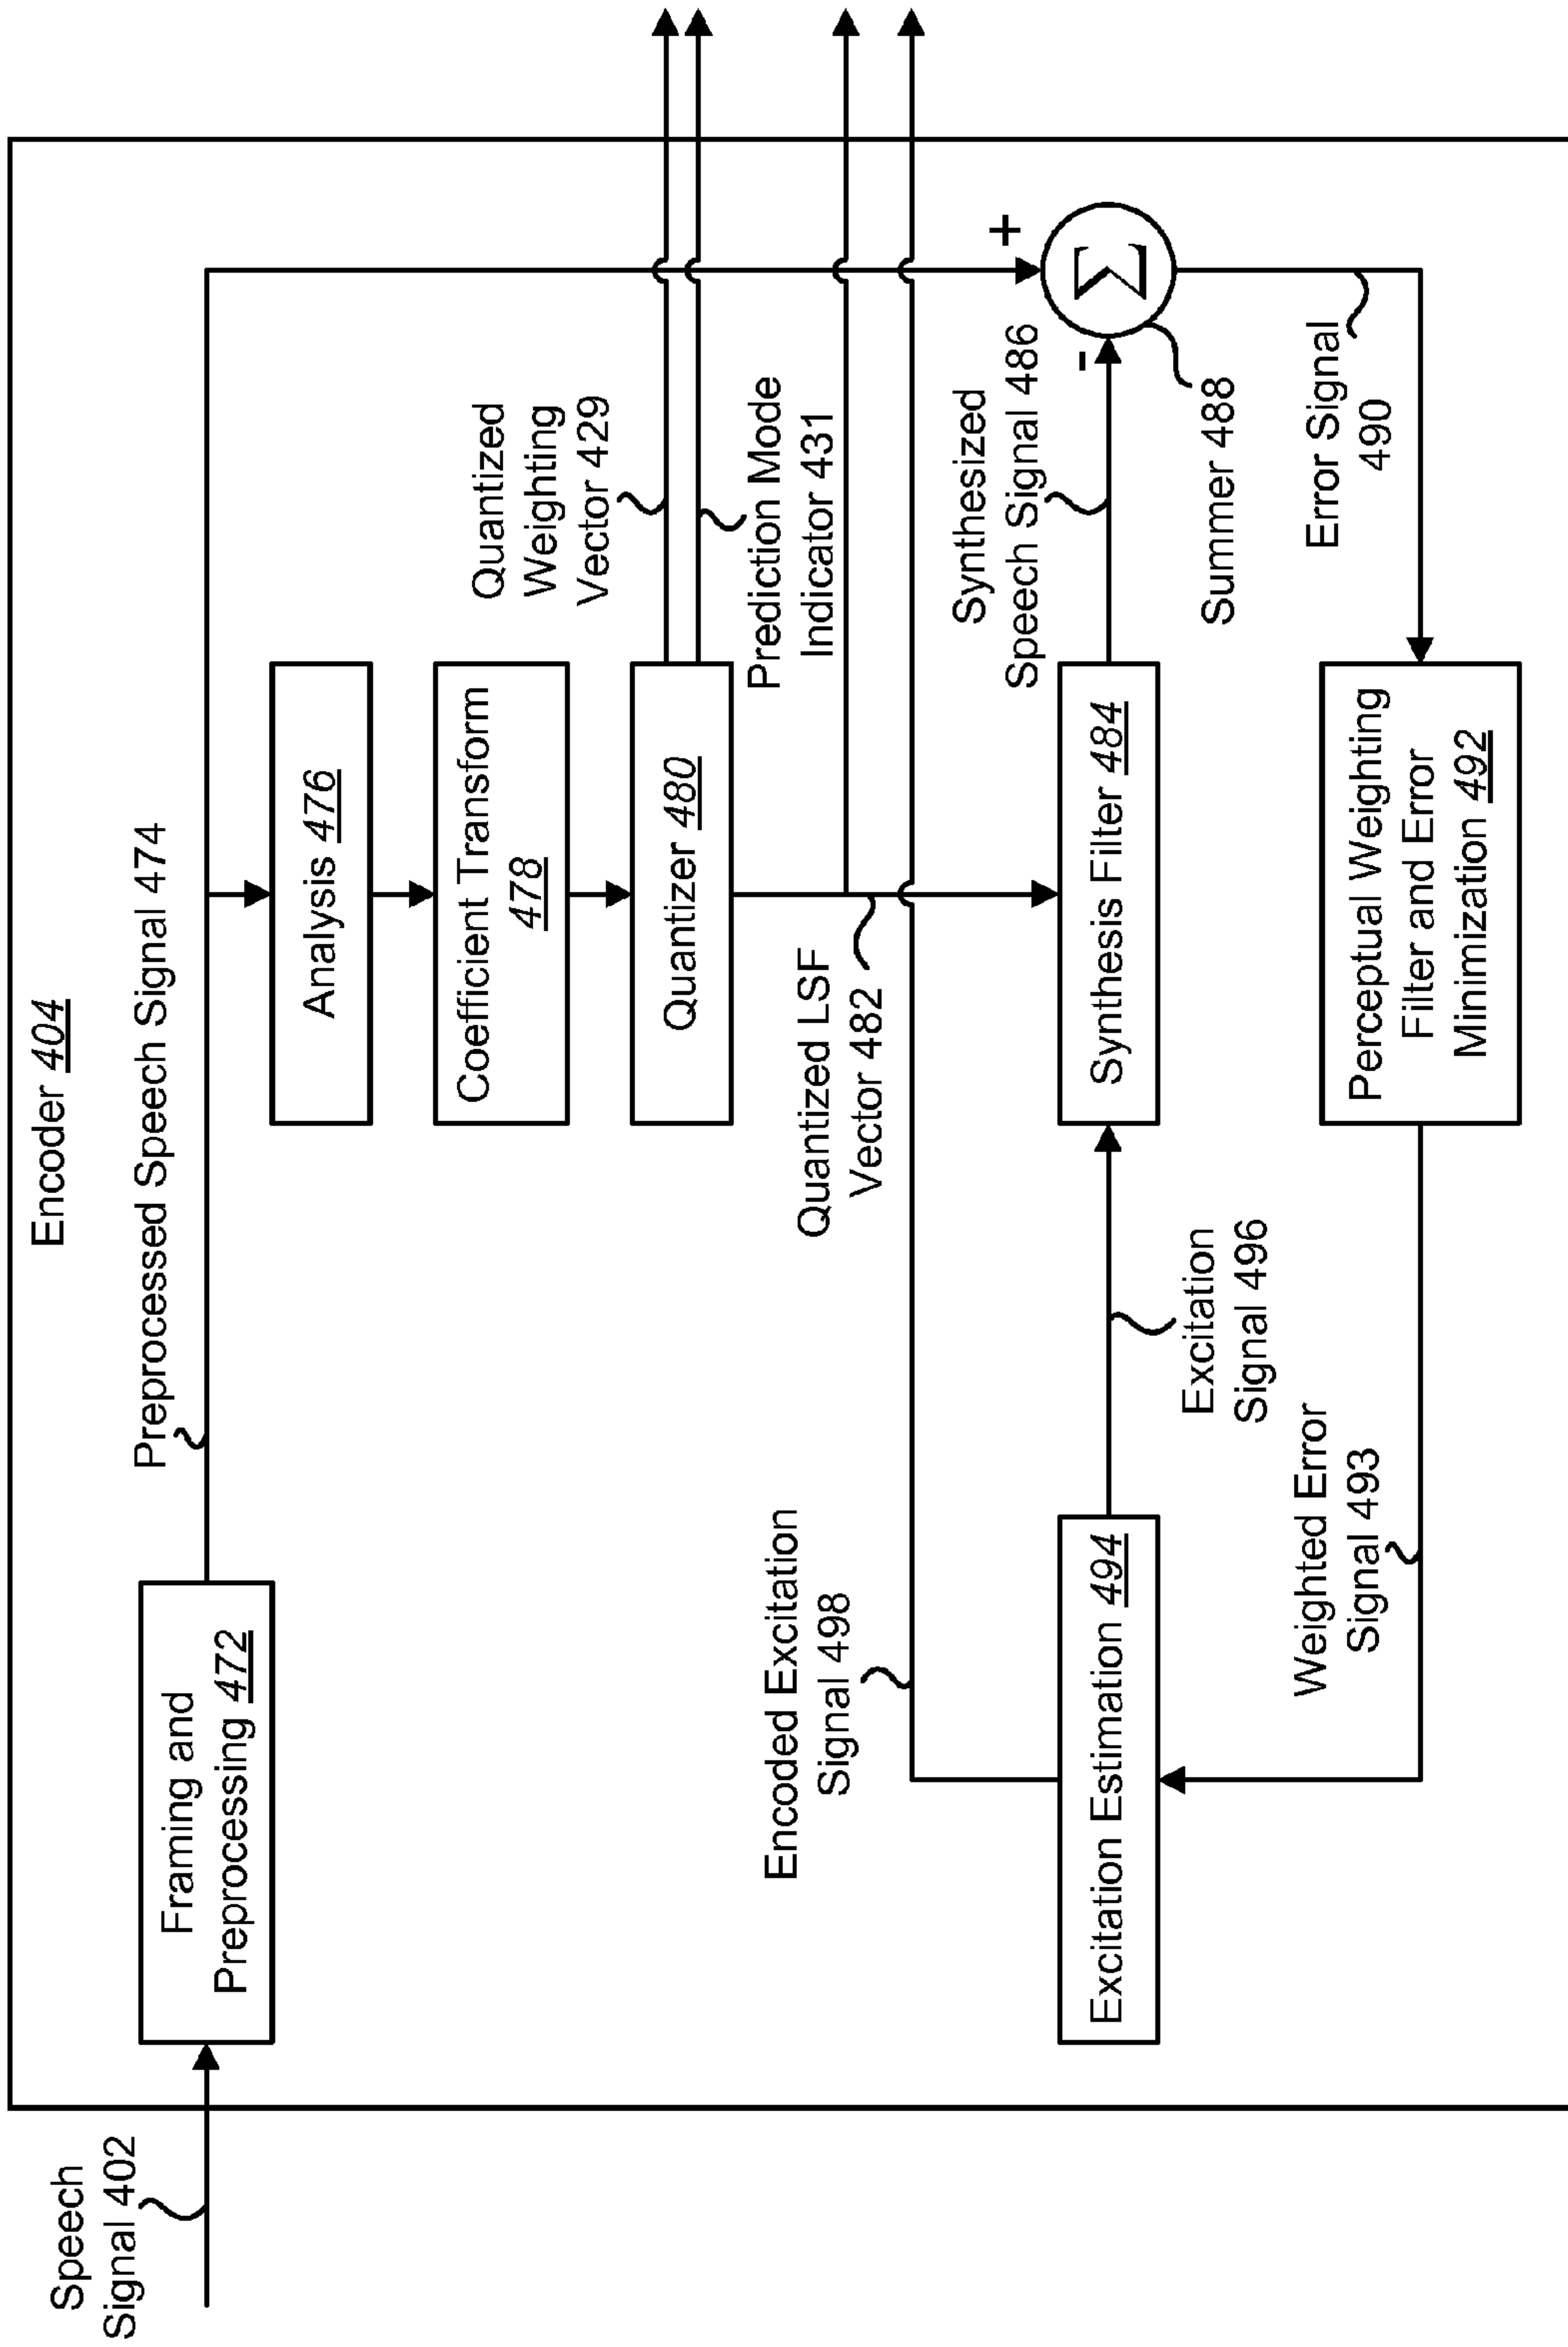 Encoder 404
Speech
Signal 402
Framing and
Preprocessing 472
Preprocessed Speech Signal 474
Analysis 476
Coefficient Transform
478
Quantizer 480
Quantized
Weighting
Vector 429
Prediction Mode
Indicator 431
Quantized LSF
Vector 482
Encoded Excitation
Signal 498
Excitation Estimation 494
Excitation
Signal 496
Synthesis Filter 484
Synthesized
Speech Signal 486
+
-
Σ
Summer 488
Error Signal
490
Perceptual Weighting
Filter and Error
Minimization 492
Weighted Error
Signal 493